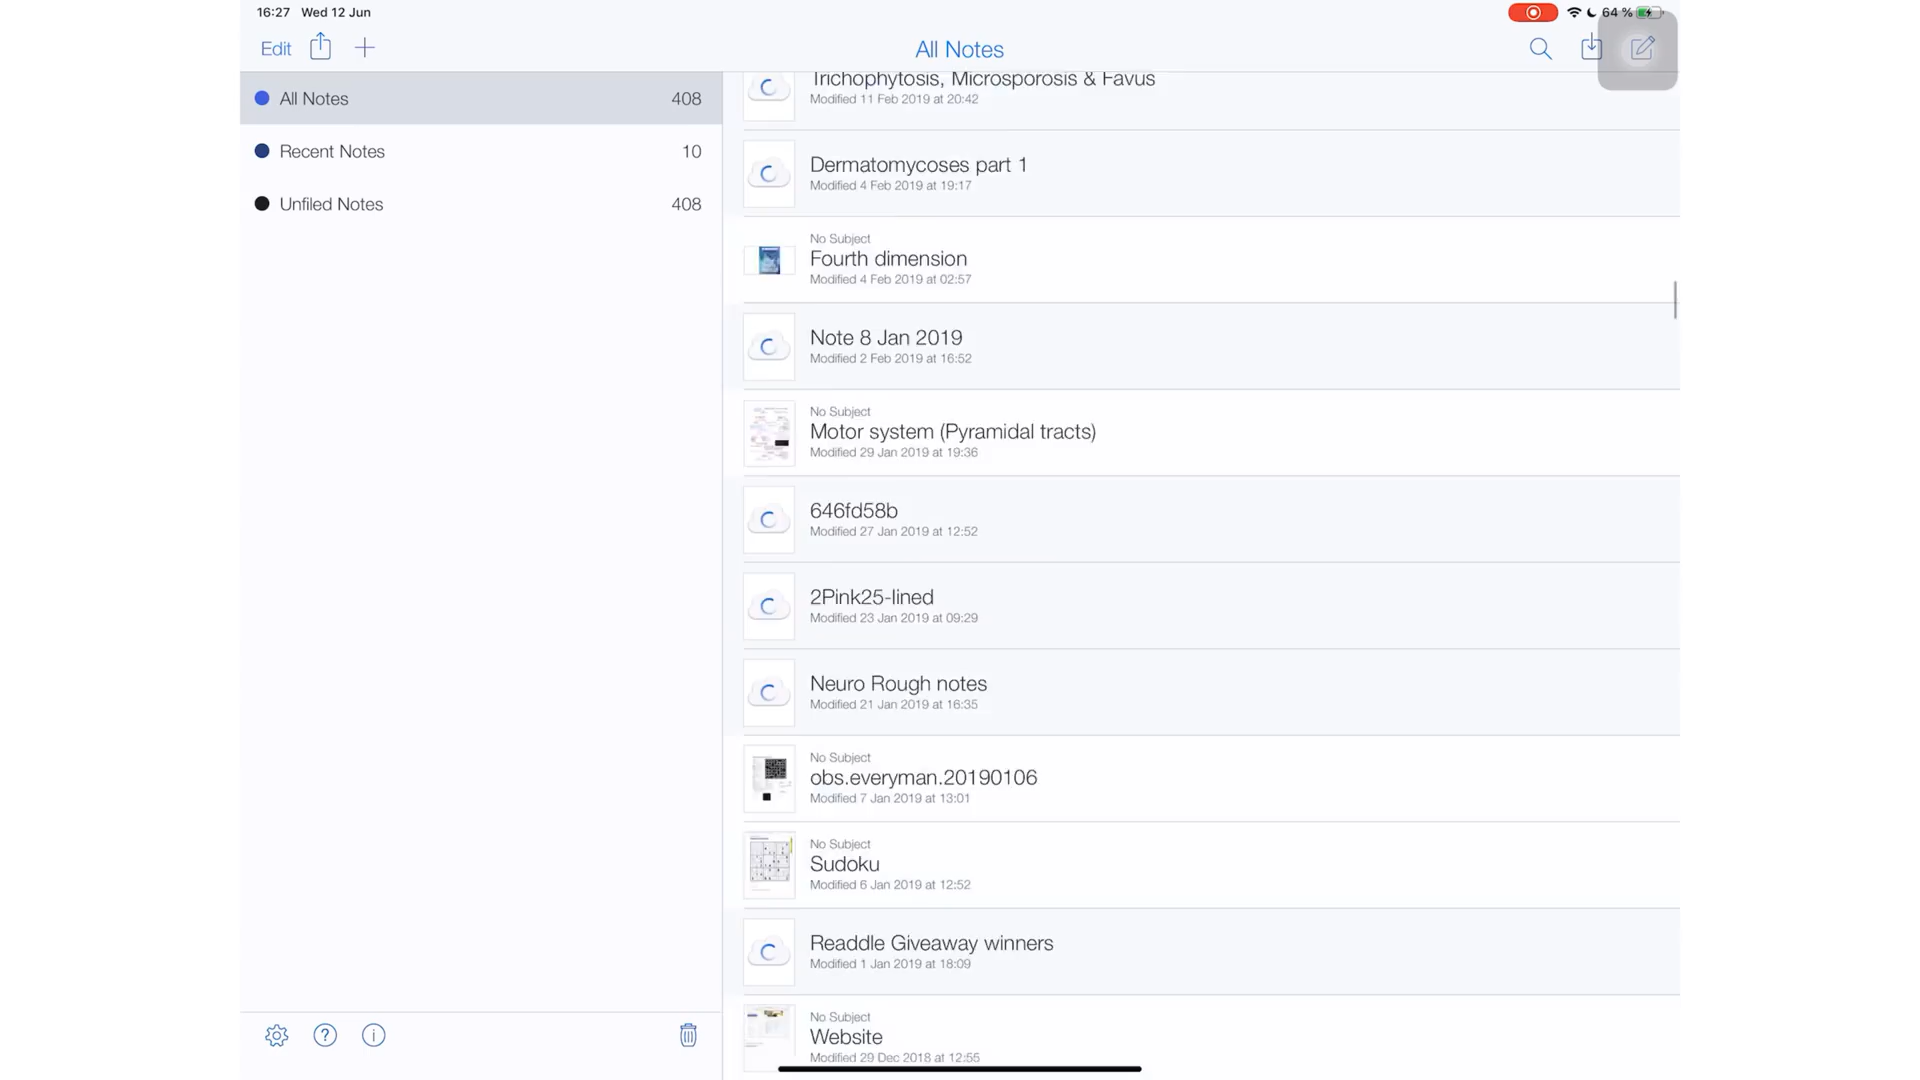 16:27 Wed 12 Jun
64 %
Edit
All Notes
All Notes 408
Recent Notes 10
Unfiled Notes 408
Trichophytosis, Microsporosis & Favus
Modified 11 Feb 2019 at 20:42
Dermatomycoses part 1
Modified 4 Feb 2019 at 19:17
No Subject
Fourth dimension
Modified 4 Feb 2019 at 02:57
Note 8 Jan 2019
Modified 2 Feb 2019 at 16:52
No Subject
Motor system (Pyramidal tracts)
Modified 29 Jan 2019 at 19:36
646fd58b
Modified 27 Jan 2019 at 12:52
2Pink25-lined
Modified 23 Jan 2019 at 09:29
Neuro Rough notes
Modified 21 Jan 2019 at 16:35
No Subject
obs.everyman.20190106
Modified 7 Jan 2019 at 13:01
No Subject
Sudoku
Modified 6 Jan 2019 at 12:52
Readdle Giveaway winners
Modified 1 Jan 2019 at 18:09
No Subject
Website
Modified 29 Dec 2018 at 12:55